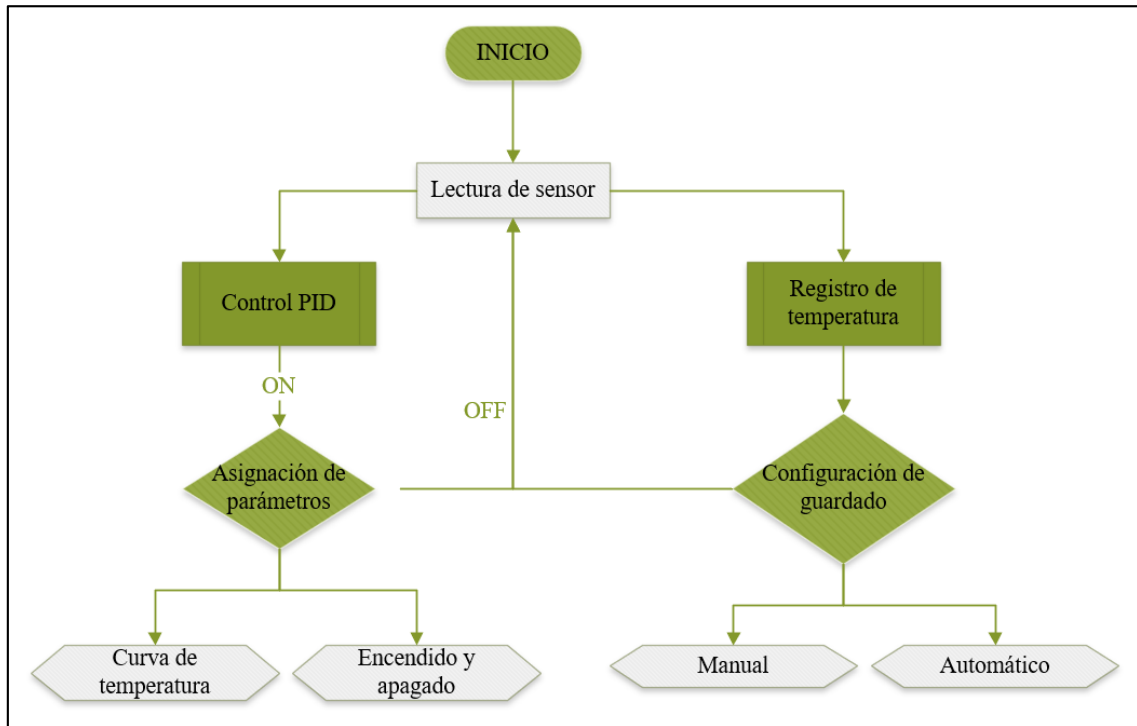 INICIO
Lectura de sensor
Control PID
Registro de
temperatura
ON
OFF
Asignación de
parámetros
Configuración de
guardado
Curva de
temperatura
Encendido y
apagado
Manual
Automático